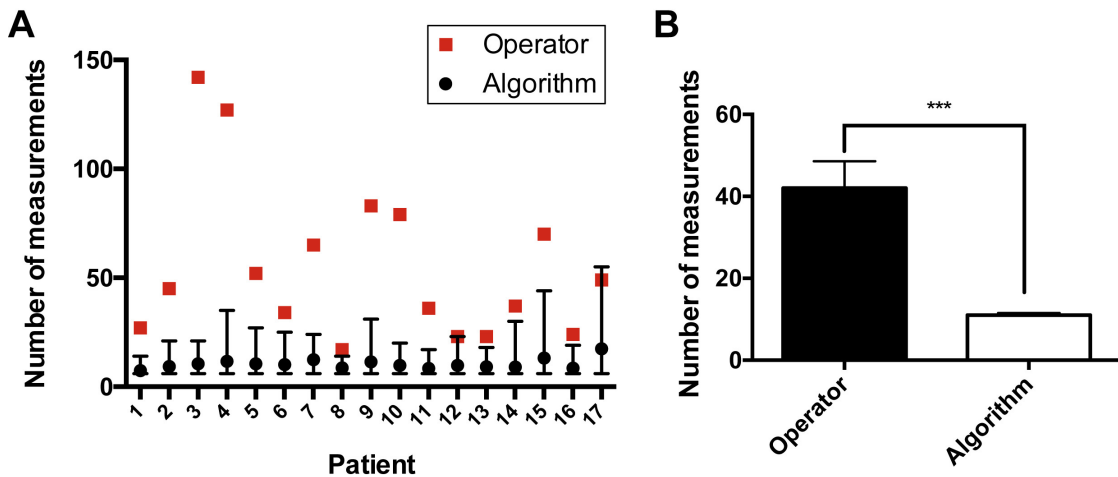 A
Number of measurements
150
100
50
0
Operator
Algorithm
1 2 3 4 5 6 7 8 9 10 11 12 13 14 15 16 17
Patient
B
Number of measurements
60
40
20
0
***
Operator
Algorithm